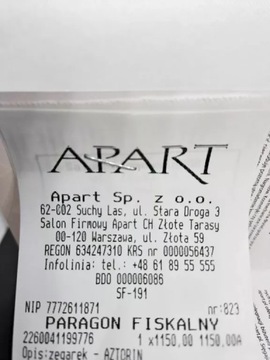 APART
Apart Sp. z o.o.
62-002 Suchy Las, ul. Stara Droga 3
Salon Firmowy Apart CH Złote Tarasy
00-120 Warszawa, ul. Złota 59
REGON 634247310 KRS nr 0000056437
Infolinia: tel.: +48 61 89 55 555
BDO 000006086
SF-191
NIP 7772611871 nr:823
PARAGON FISKALNY
2260041199776 1 x1150,00 1150.00A
Opis:zegarek - AZTORIN